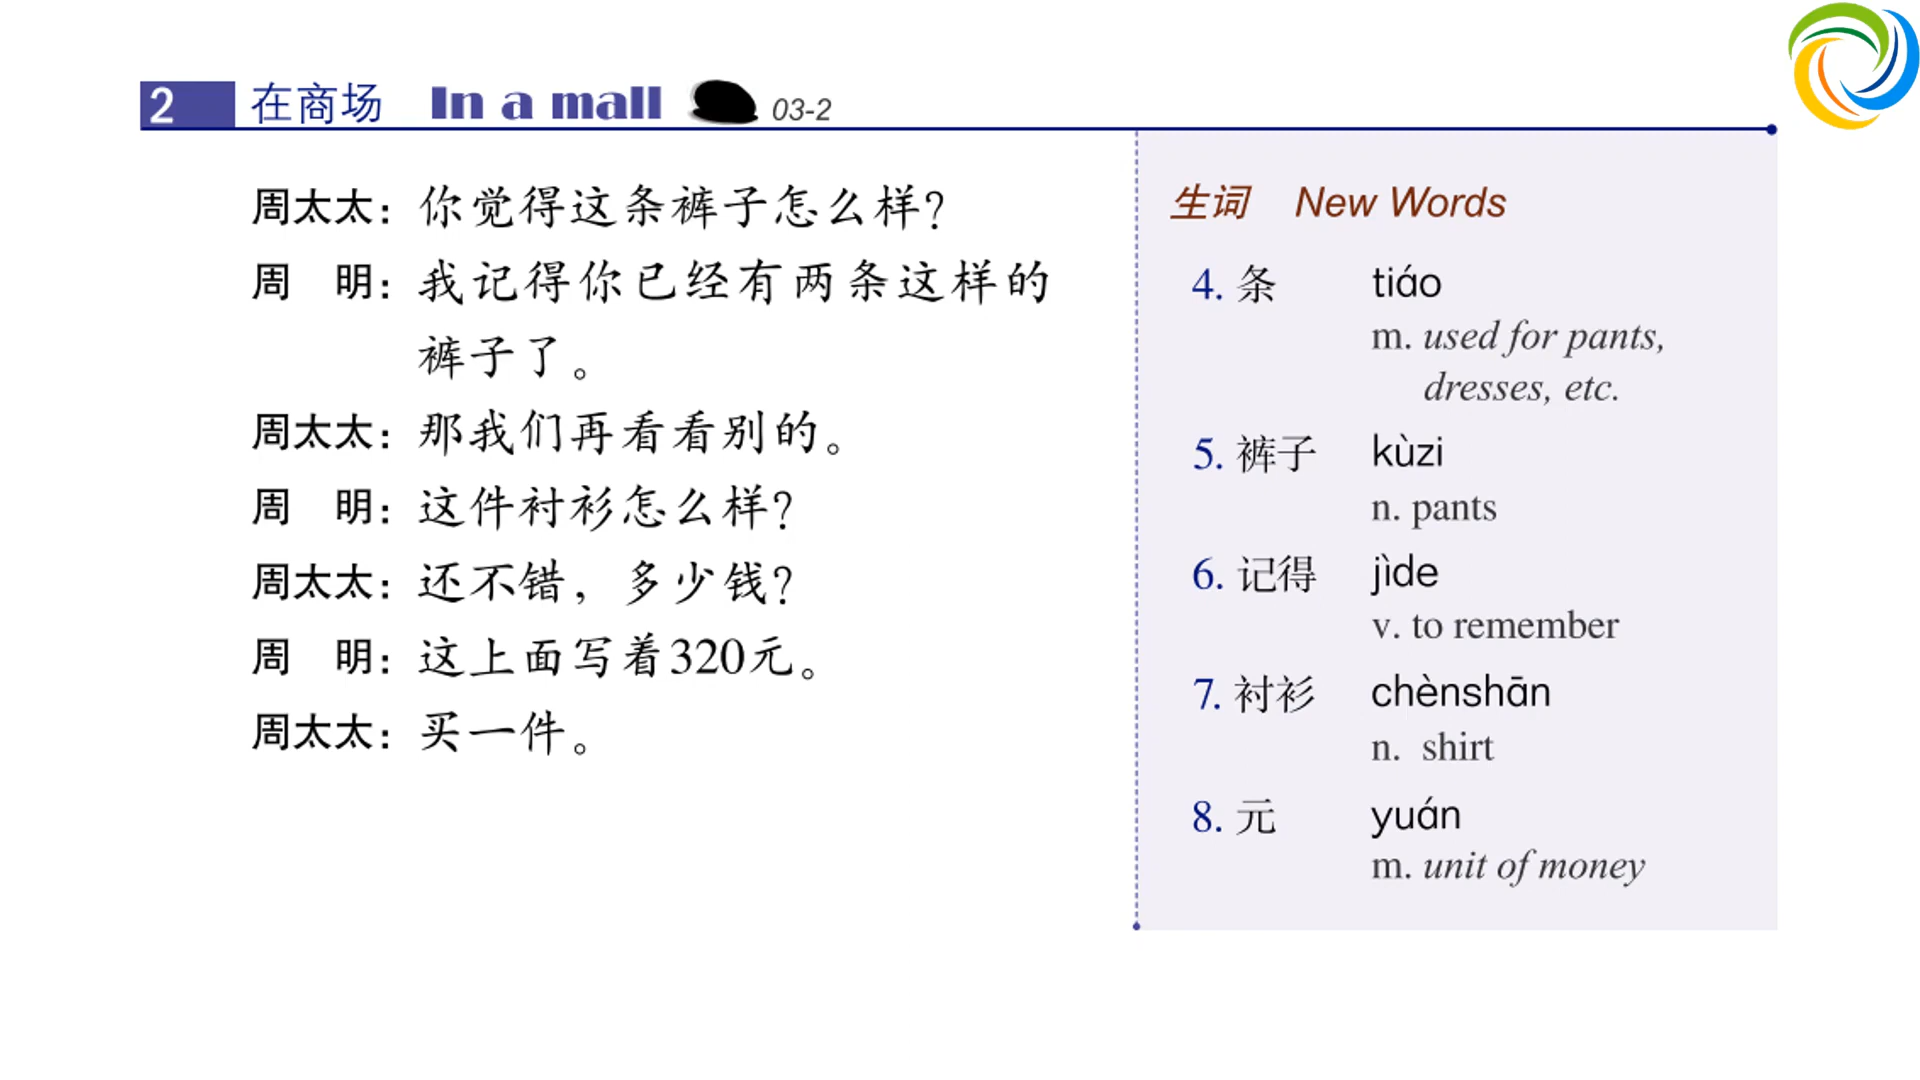 2 在商场 In a mall 03-2
周太太：你觉得这条裤子怎么样?
周 明：我记得你已经有两条这样的
裤子了。
周太太：那我们再看看别的。
周 明：这件衬衫怎么样?
周太太：还不错，多少钱?
周 明：这上面写着320元。
周太太：买一件。
生词 New Words
4. 条 tiáo
m. used for pants,
dresses, etc.
5. 裤子 kùzi
n. pants
6. 记得 jìde
v. to remember
7. 衬衫 chènshān
n. shirt
8. 元 yuán
m. unit of money